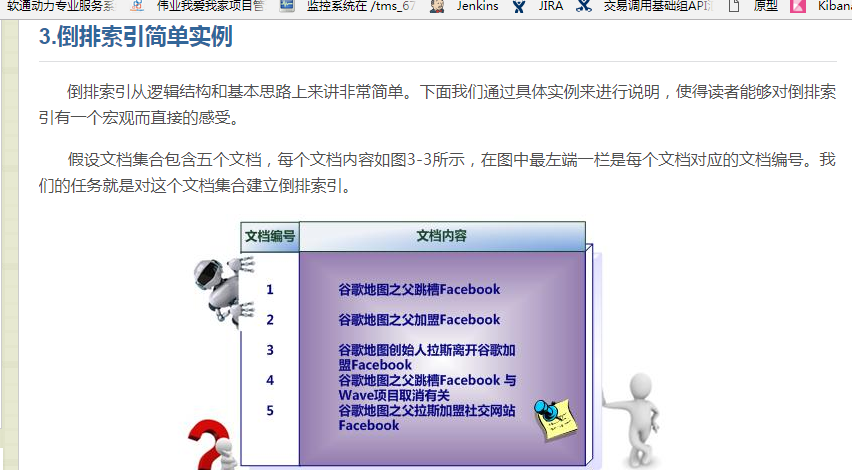 软通动力专业服务系 伟业我爱我家项目管 监控系统在 /tms_67 Jenkins JIRA 交易调用基础组API 原型 Kibana
3.倒排索引简单实例
倒排索引从逻辑结构和基本思路上来讲非常简单。下面我们通过具体实例来进行说明，使得读者能够对倒排索
引有一个宏观而直接的感受。
假设文档集合包含五个文档，每个文档内容如图3-3所示，在图中最左端一栏是每个文档对应的文档编号。我
们的任务就是对这个文档集合建立倒排索引。
文档编号 文档内容
1 谷歌地图之父跳槽Facebook
2 谷歌地图之父加盟Facebook
3 谷歌地图创始人拉斯离开谷歌加
盟Facebook
4 谷歌地图之父跳槽Facebook 与
Wave项目取消有关
5 谷歌地图之父拉斯加盟社交网站
Facebook